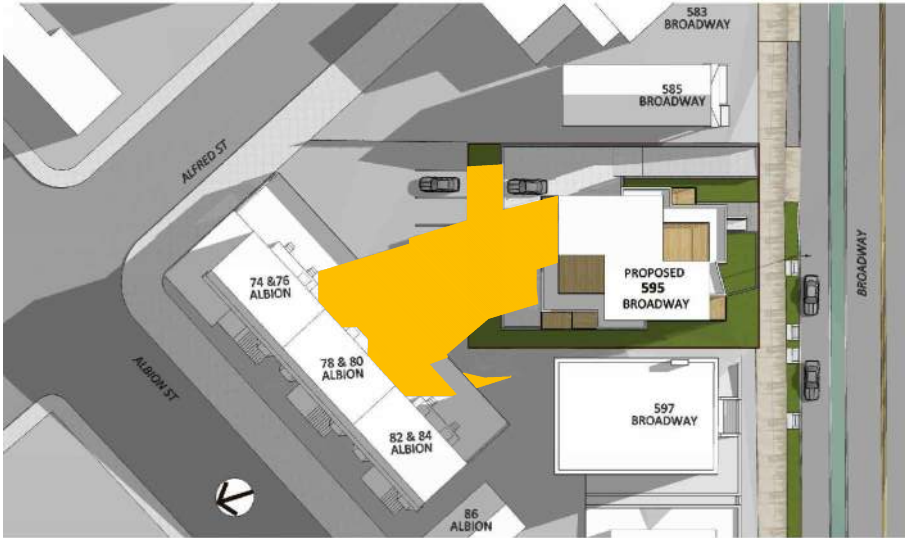 583
BROADWAY
585
BROADWAY
ALFRED ST
74 &76
ALBION
PROPOSED
595
BROADWAY
BROADWAY
78 & 80
ALBION
ALBION ST
597
BROADWAY
82 & 84
ALBION
86
ALBION